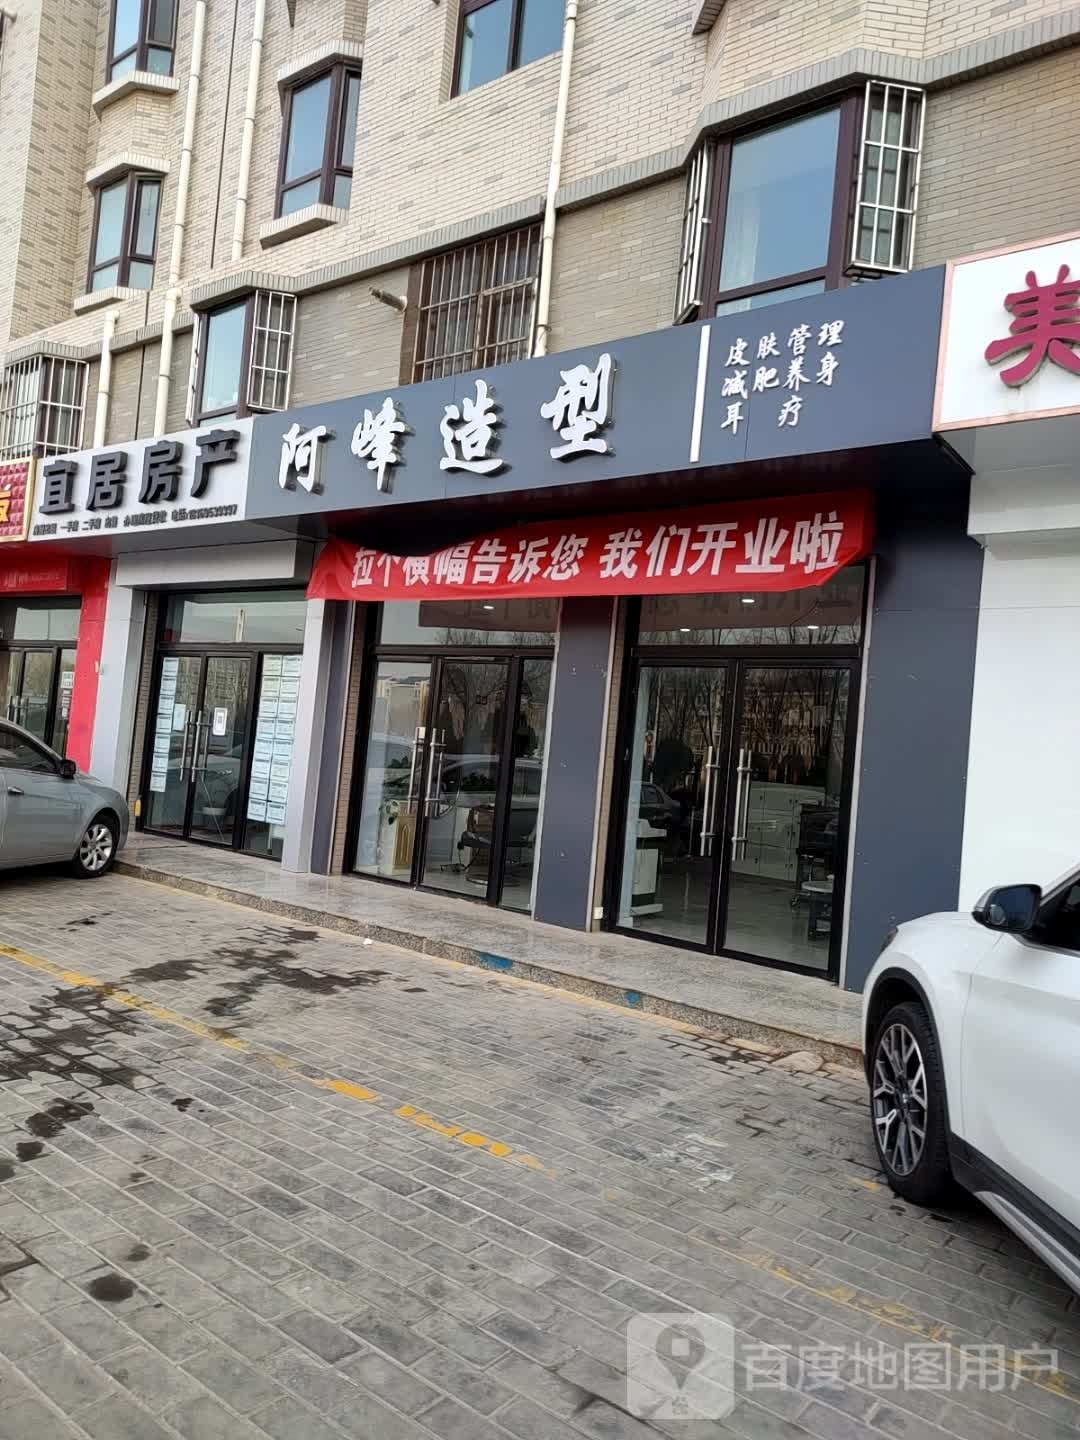 美
皮肤管理
减肥养身
耳 疗
阿峰造型
宜居房产
拉个横幅告诉您 我们开业啦
百度地图用户